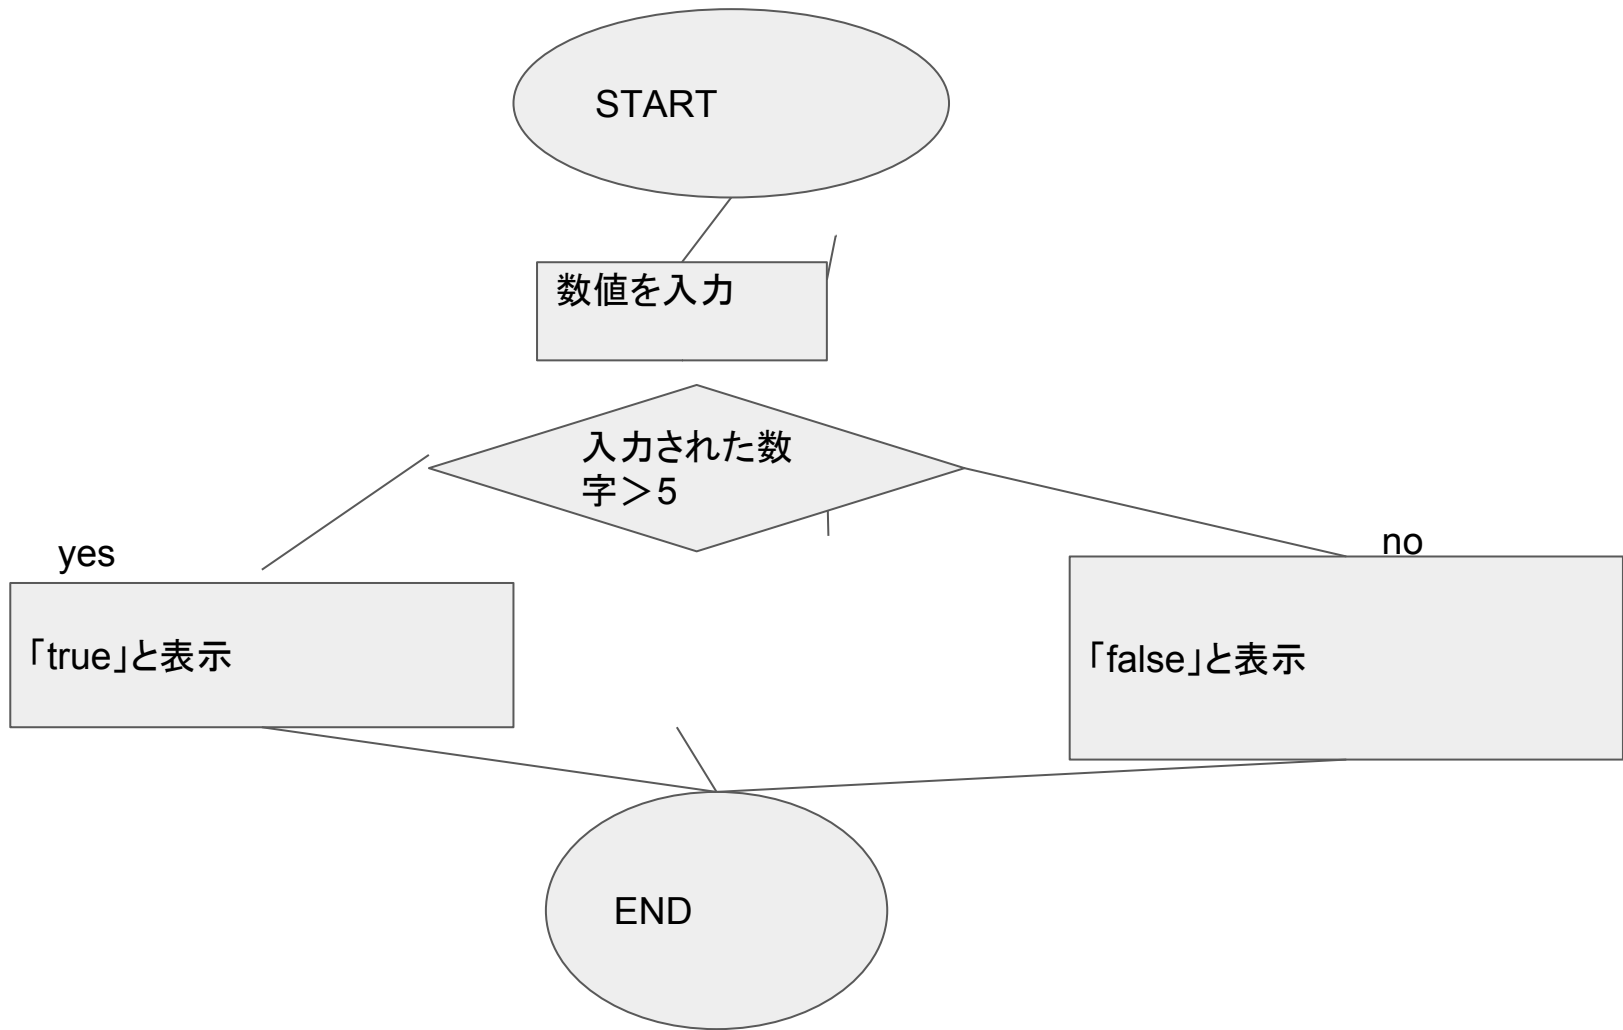 START
数値を入力
入力された数
字＞5
yes
no
「true」と表示
「false」と表示
END